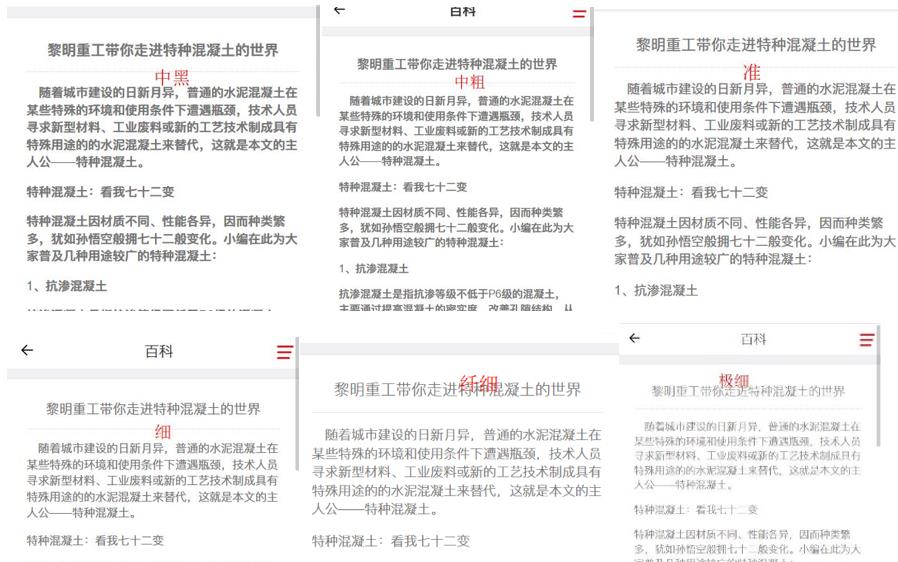 黎明重工带你走进特种混凝土的世界
中黑
随着城市建设的日新月异，普通的水泥混凝土在
某些特殊的环境和使用条件下遭遇瓶颈，技术人员
寻求新型材料、工业废料或新的工艺技术制成具有
特殊用途的的水泥混凝土来替代，这就是本文的主
人公——特种混凝土。
特种混凝土：看我七十二变
特种混凝土因材质不同、性能各异，因而种类繁
多，犹如孙悟空般拥七十二般变化。小编在此为大
家普及几种用途较广的特种混凝土：
1、抗渗混凝土
百科
黎明重工带你走进特种混凝土的世界
中粗
随着城市建设的日新月异，普通的水泥混凝土在
某些特殊的环境和使用条件下遭遇瓶颈，技术人员
寻求新型材料、工业废料或新的工艺技术制成具有
特殊用途的的水泥混凝土来替代，这就是本文的主
人公——特种混凝土。
特种混凝土：看我七十二变
特种混凝土因材质不同、性能各异，因而种类繁
多，犹如孙悟空般拥七十二般变化。小编在此为大
家普及几种用途较广的特种混凝土：
1、抗渗混凝土
抗渗混凝土是指抗渗等级不低于P6级的混凝土，
主要通过提高混凝土的密实度，改善孔隙结构，从
黎明重工带你走进特种混凝土的世界
准
随着城市建设的日新月异，普通的水泥混凝土在
某些特殊的环境和使用条件下遭遇瓶颈，技术人员
寻求新型材料、工业废料或新的工艺技术制成具有
特殊用途的的水泥混凝土来替代，这就是本文的主
人公——特种混凝土。
特种混凝土：看我七十二变
特种混凝土因材质不同、性能各异，因而种类繁
多，犹如孙悟空般拥七十二般变化。小编在此为大
家普及几种用途较广的特种混凝土：
1、抗渗混凝土
百科
黎明重工带你走进特种混凝土的世界
细
随着城市建设的日新月异，普通的水泥混凝土在
某些特殊的环境和使用条件下遭遇瓶颈，技术人员
寻求新型材料、工业废料或新的工艺技术制成具有
特殊用途的的水泥混凝土来替代，这就是本文的主
人公——特种混凝土。
特种混凝土：看我七十二变
纤细
黎明重工带你走进特种混凝土的世界
随着城市建设的日新月异，普通的水泥混凝土在
某些特殊的环境和使用条件下遭遇瓶颈，技术人员
寻求新型材料、工业废料或新的工艺技术制成具有
特殊用途的的水泥混凝土来替代，这就是本文的主
人公——特种混凝土。
特种混凝土：看我七十二变
百科
极细
黎明重工带你走进特种混凝土的世界
随着城市建设的日新月异，普通的水泥混凝土在
某些特殊的环境和使用条件下遭遇瓶颈，技术人员
寻求新型材料、工业废料或新的工艺技术制成具有
特殊用途的的水泥混凝土来替代，这就是本文的主
人公——特种混凝土。
特种混凝土：看我七十二变
特种混凝土因材质不同、性能各异，因而种类繁
多，犹如孙悟空般拥七十二般变化。小编在此为大
家普及几种用途较广的特种混凝土：